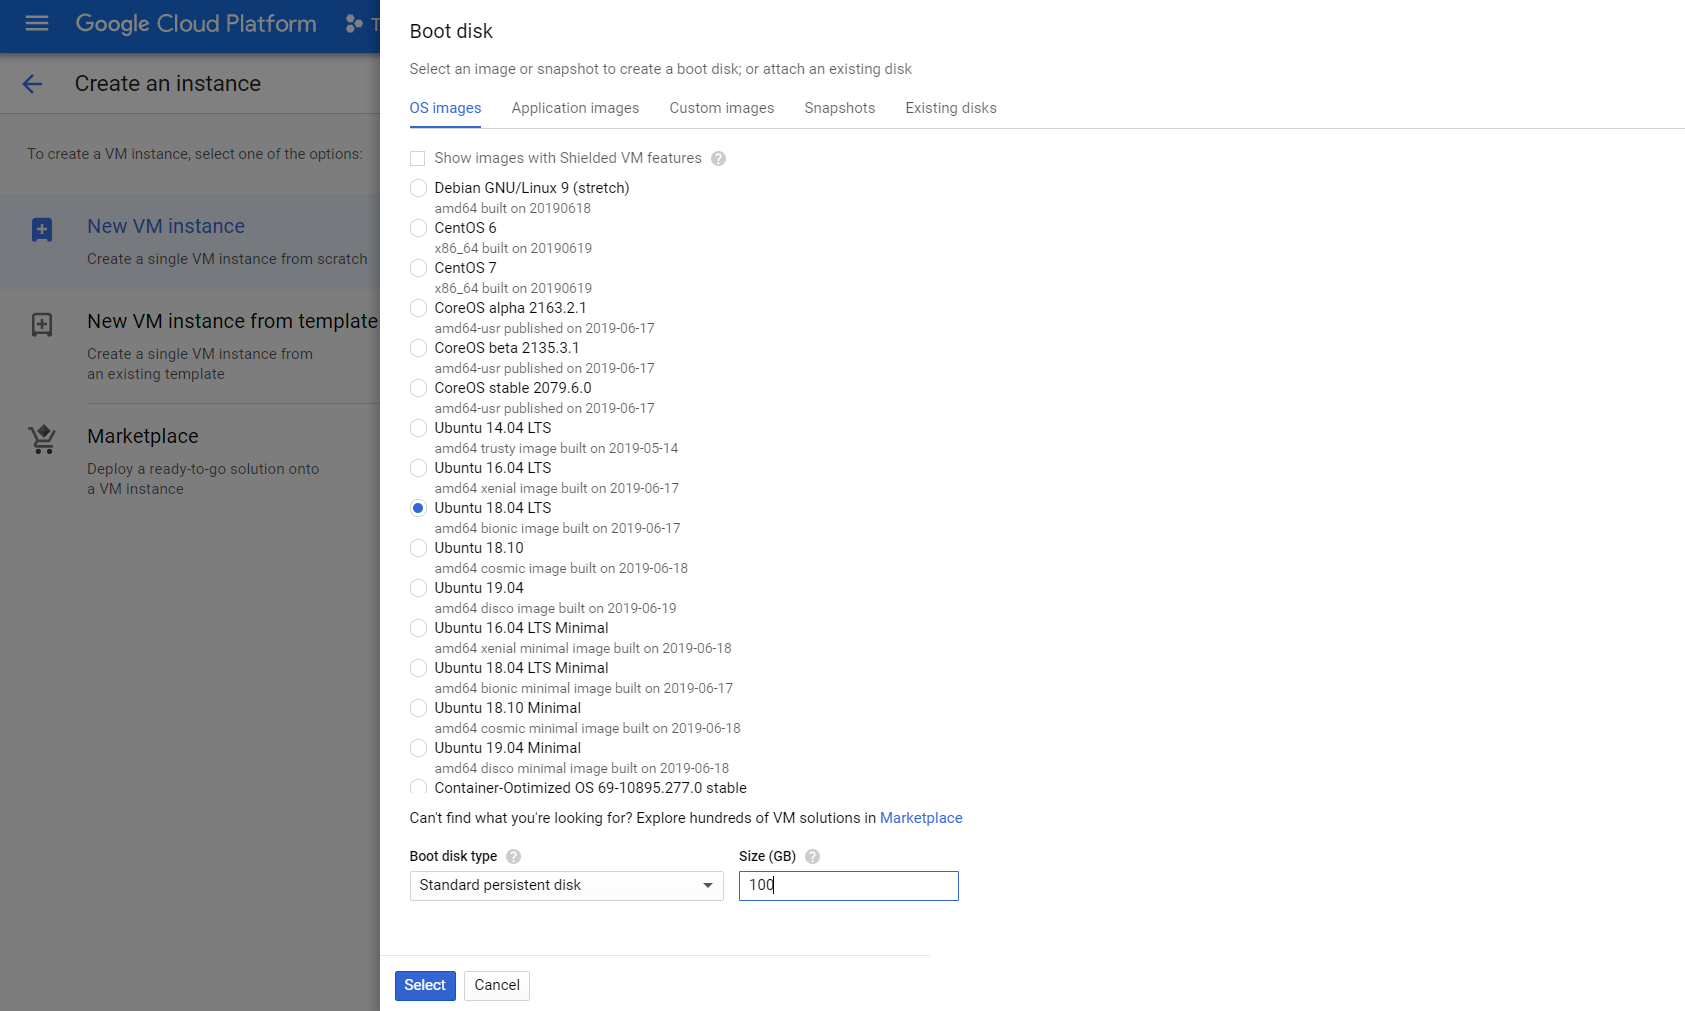 Google Cloud Platform
T
Create an instance
To create a VM instance, select one of the options:
New VM instance
Create a single VM instance from scratch
New VM instance from template
Create a single VM instance from
an existing template
Marketplace
Deploy a ready-to-go solution onto
a VM instance
Boot disk
Select an image or snapshot to create a boot disk; or attach an existing disk
OS images Application images Custom images Snapshots Existing disks
Show images with Shielded VM features ?
Debian GNU/Linux 9 (stretch)
amd64 built on 20190618
CentOS 6
x86_64 built on 20190619
CentOS 7
x86_64 built on 20190619
CoreOS alpha 2163.2.1
amd64-usr published on 2019-06-17
CoreOS beta 2135.3.1
amd64-usr published on 2019-06-17
CoreOS stable 2079.6.0
amd64-usr published on 2019-06-17
Ubuntu 14.04 LTS
amd64 trusty image built on 2019-05-14
Ubuntu 16.04 LTS
amd64 xenial image built on 2019-06-17
Ubuntu 18.04 LTS
amd64 bionic image built on 2019-06-17
Ubuntu 18.10
amd64 cosmic image built on 2019-06-18
Ubuntu 19.04
amd64 disco image built on 2019-06-19
Ubuntu 16.04 LTS Minimal
amd64 xenial minimal image built on 2019-06-18
Ubuntu 18.04 LTS Minimal
amd64 bionic minimal image built on 2019-06-17
Ubuntu 18.10 Minimal
amd64 cosmic minimal image built on 2019-06-18
Ubuntu 19.04 Minimal
amd64 disco minimal image built on 2019-06-18
Container-Optimized OS 69-10895.277.0 stable
Can't find what you're looking for? Explore hundreds of VM solutions in Marketplace
Boot disk type ? Size (GB) ?
Standard persistent disk 100
Select Cancel